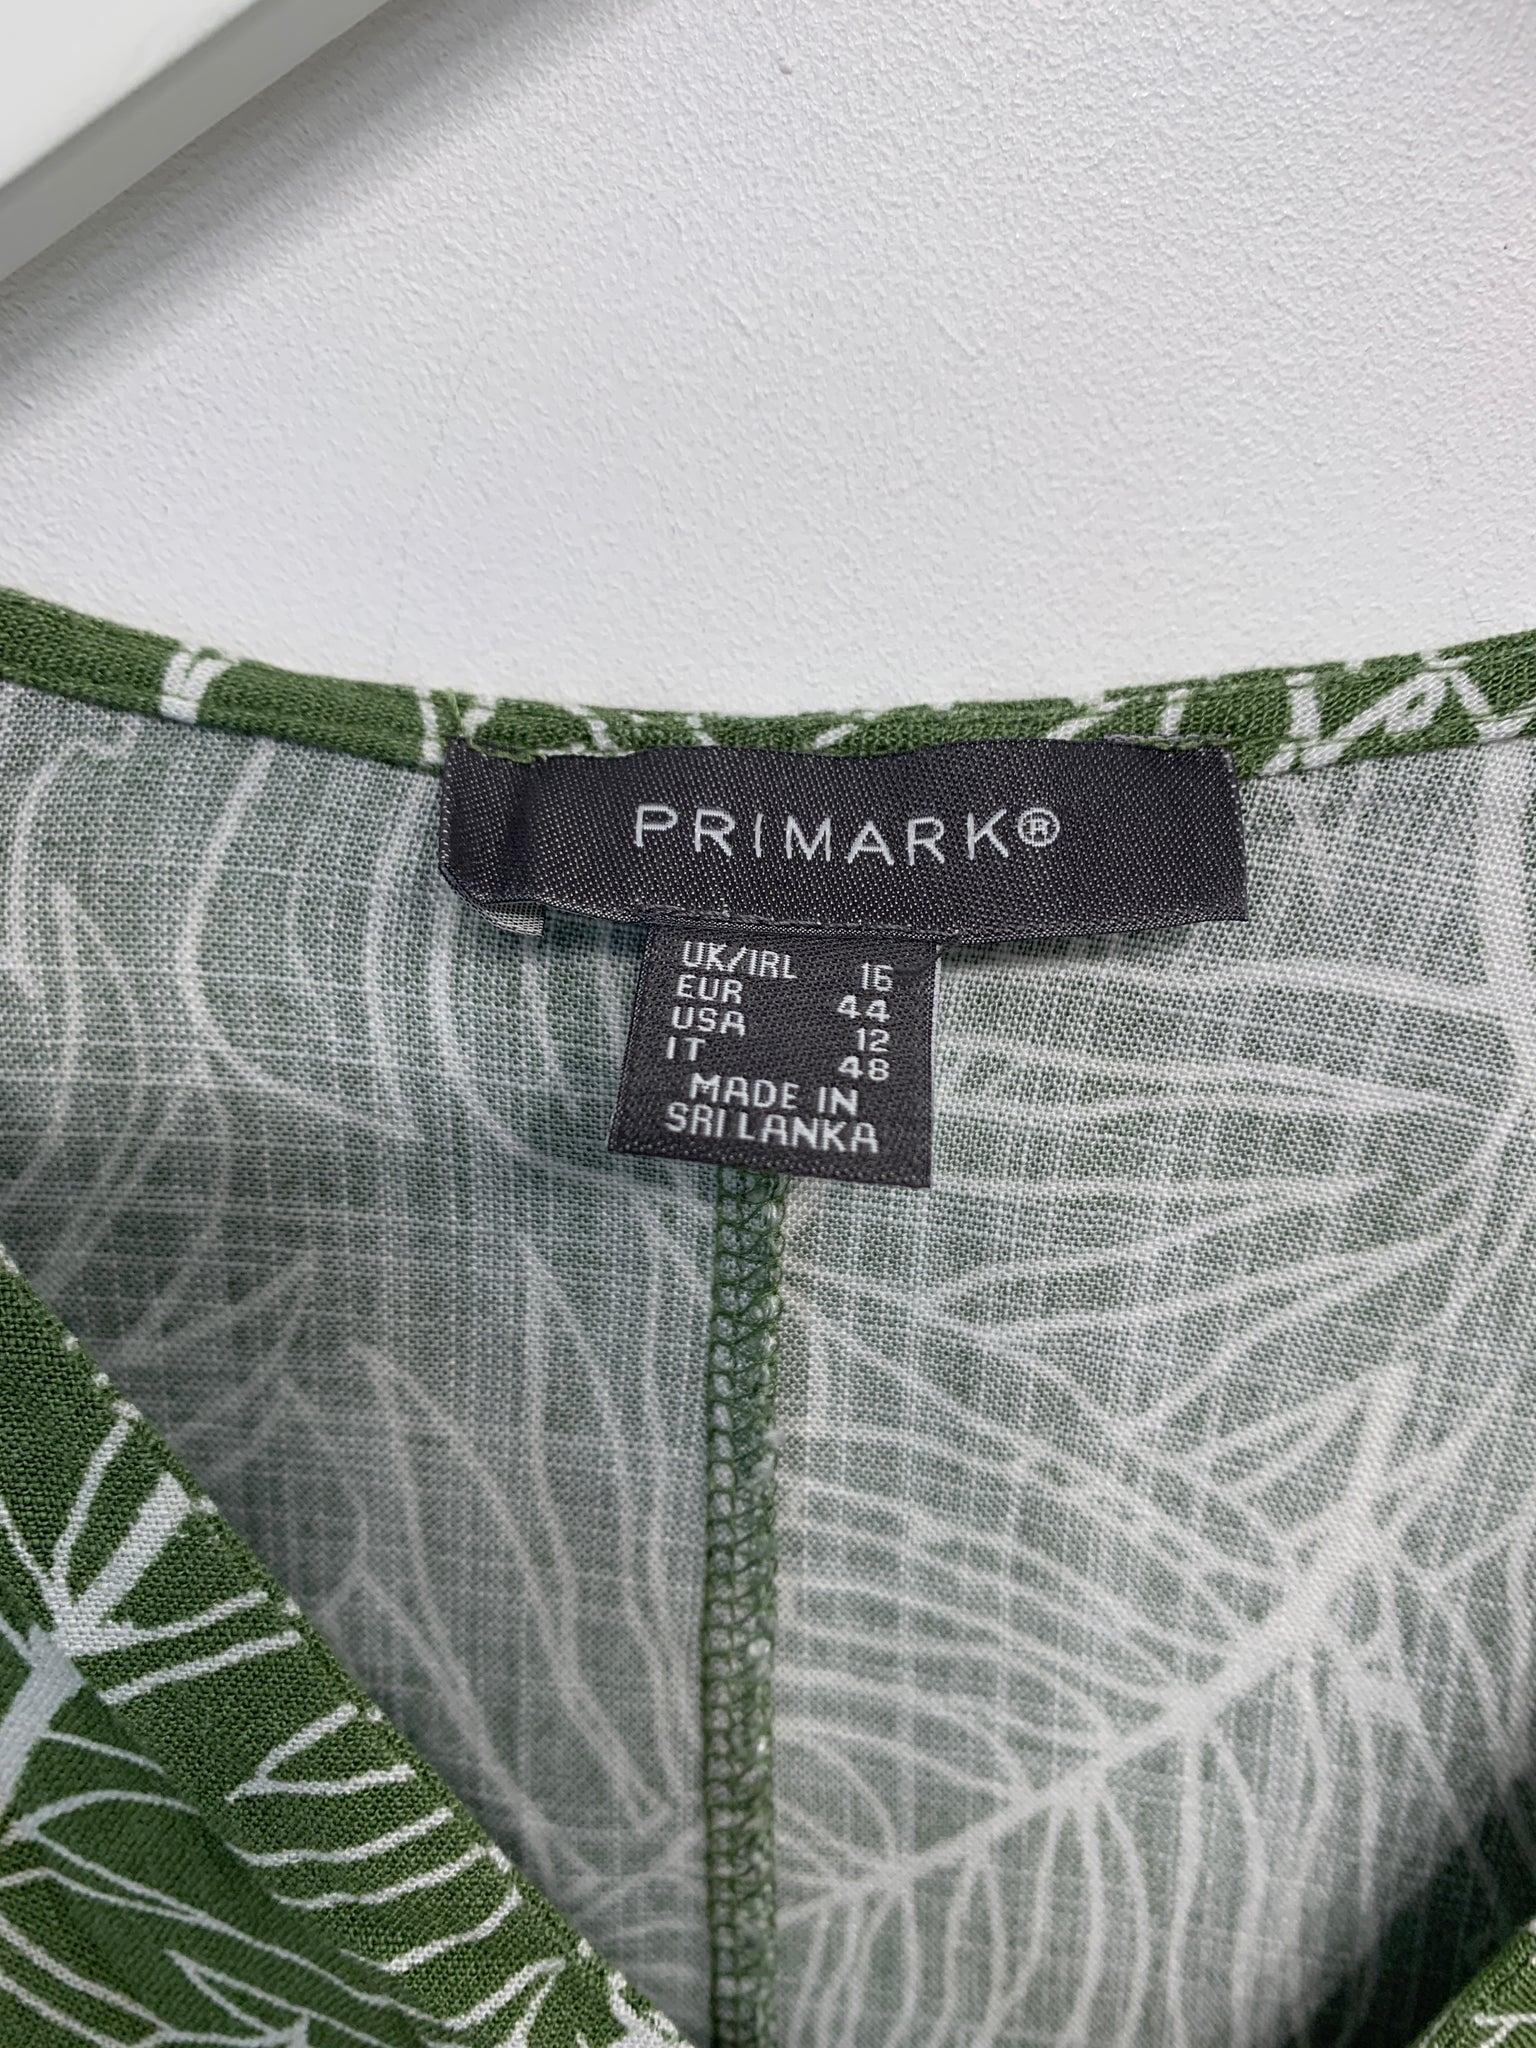 PRIMARK®
UK/IRL 16
EUR 44
USA 12
IT 48
MADE IN
SRI LANKA